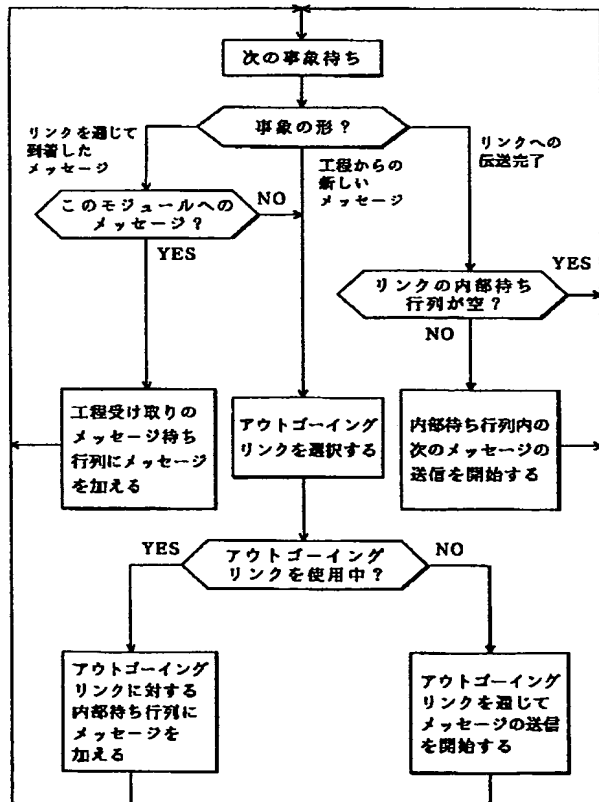 次の事象待ち
事象の形？
リンクを通じて
到着した
メッセージ
工程からの
新しい
メッセージ
リンクへの
伝送完了
このモジュールへの
メッセージ？
NO
YES
リンクの内部待ち
行列が空？
YES
NO
工程受け取りの
メッセージ待ち
行列にメッセージ
を加える
アウトゴーイング
リンクを選択する
内部待ち行列内の
次のメッセージの
送信を開始する
YES
アウトゴーイング
リンクを使用中？
NO
アウトゴーイング
リンクに対する
内部待ち行列に
メッセージを
加える
アウトゴーイング
リンクを通じて
メッセージの送信
を開始する